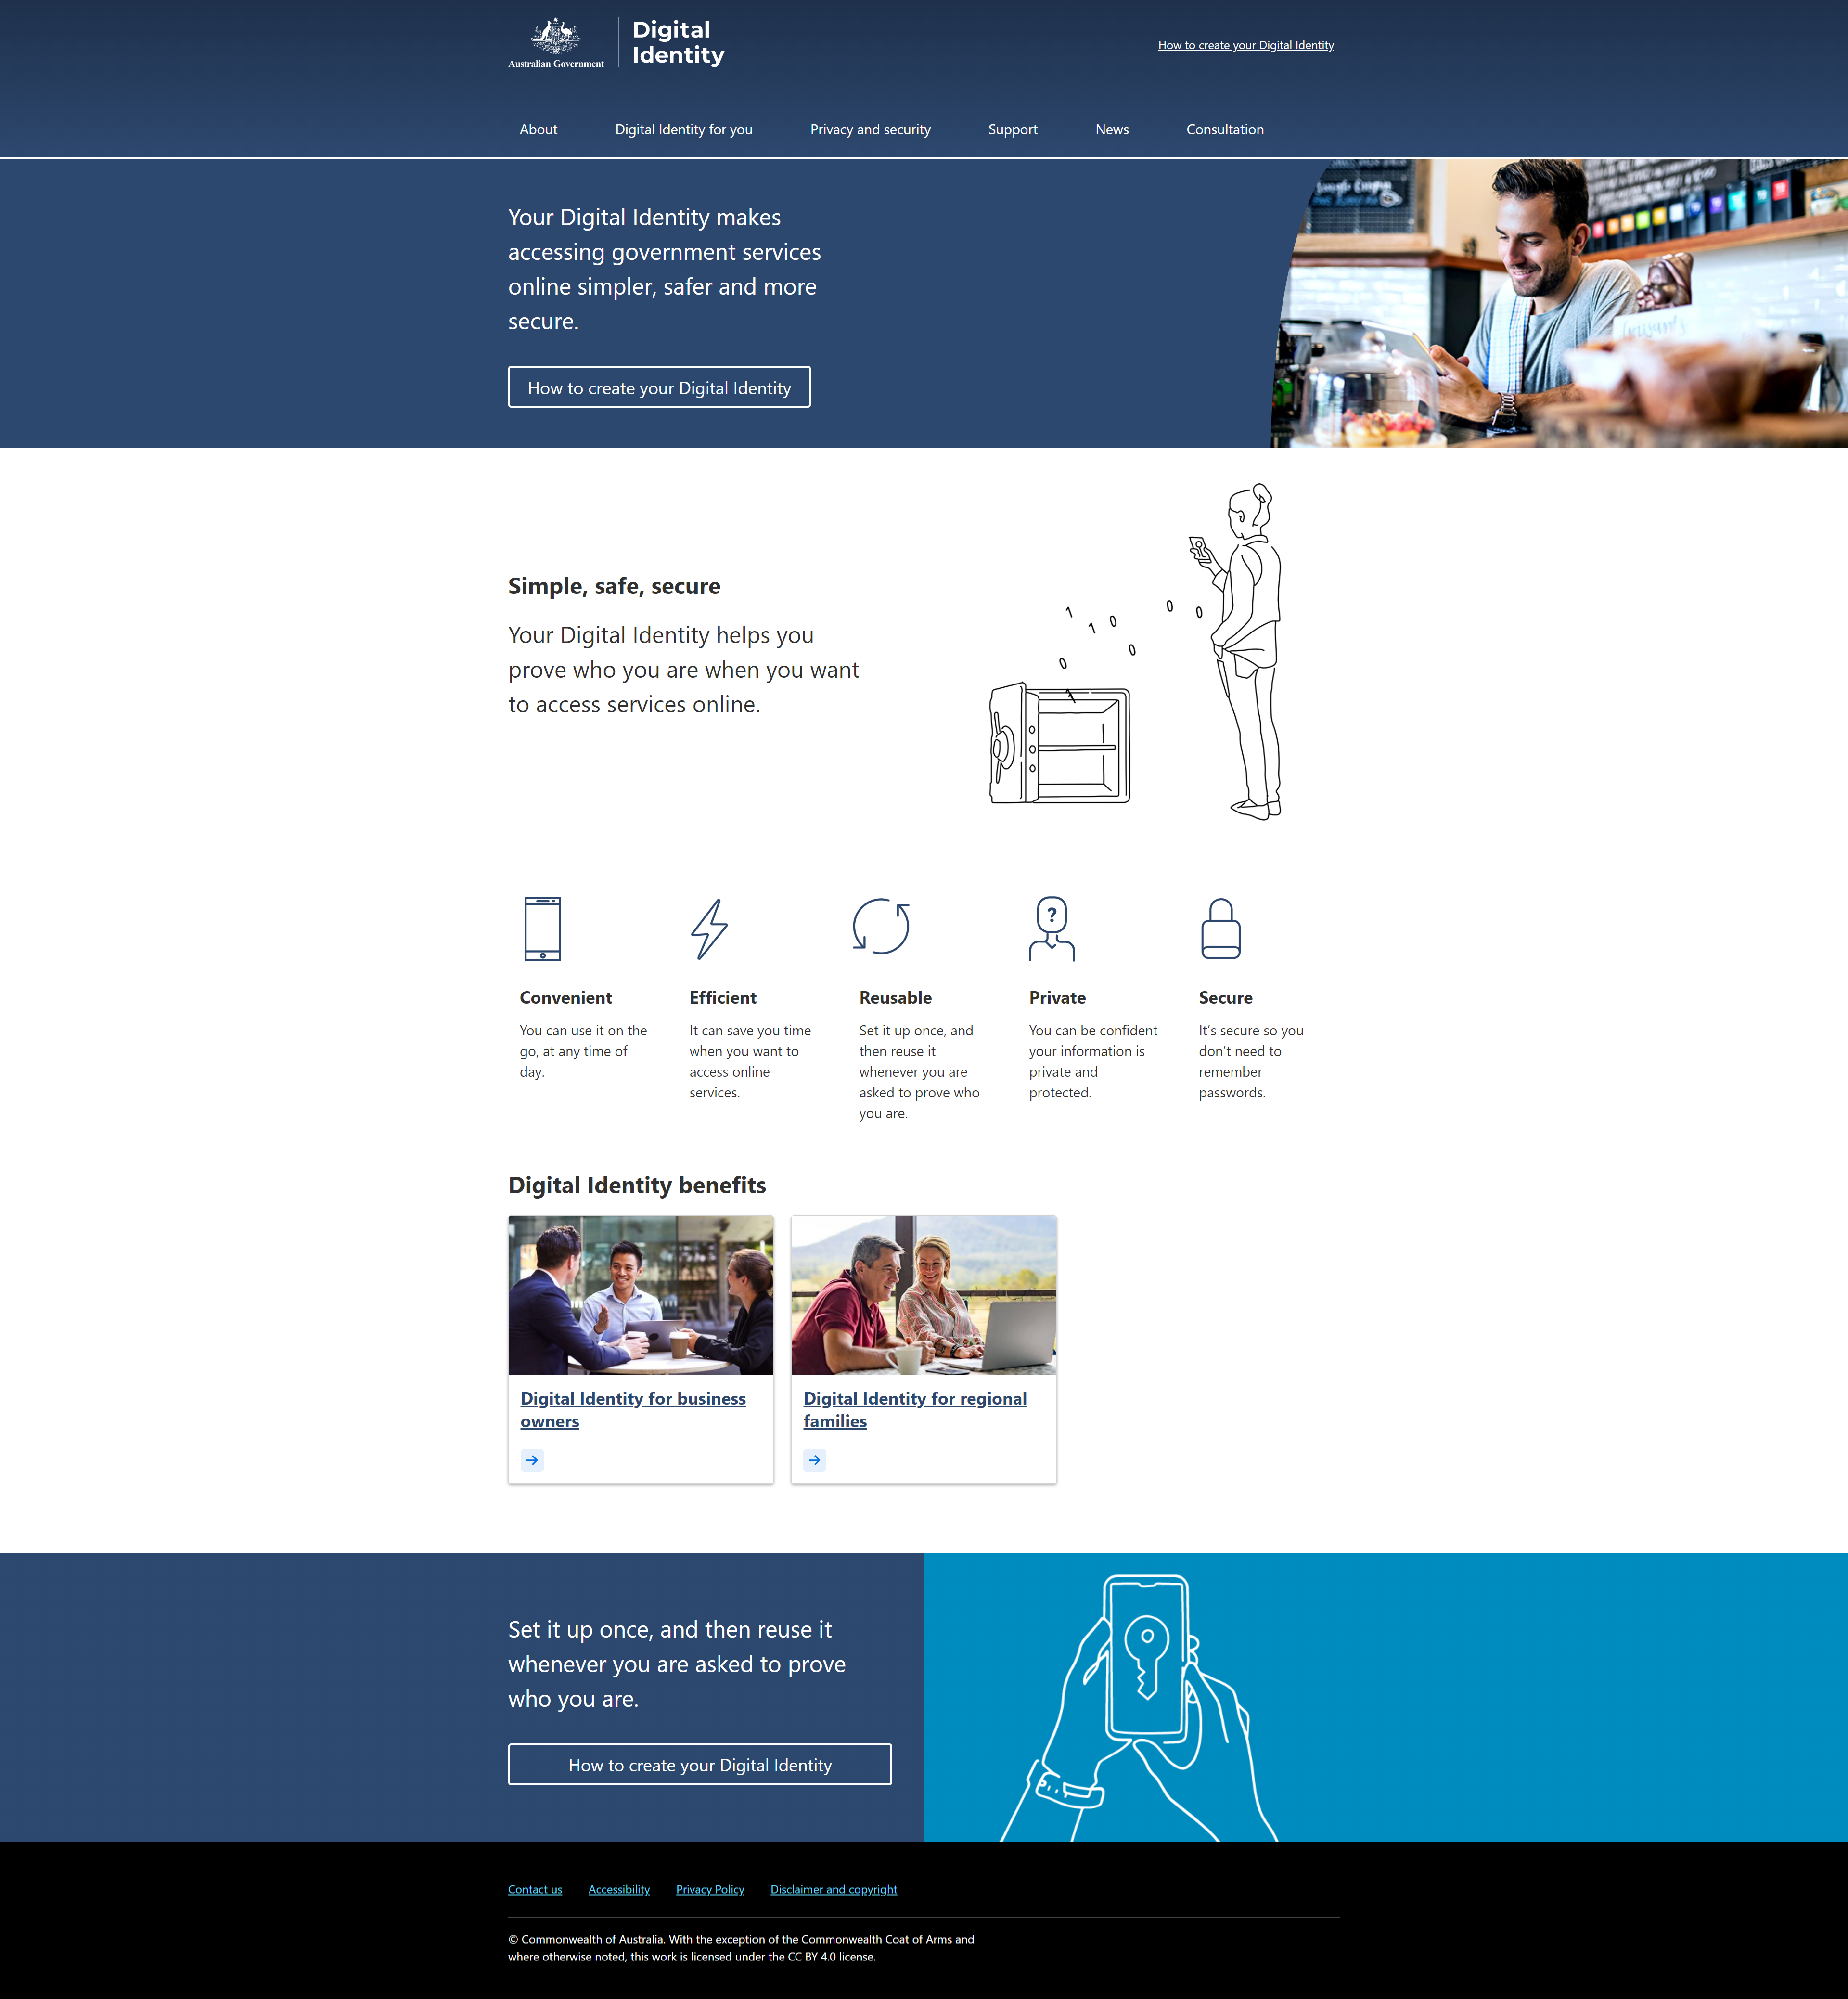 Australian Government
Digital
Identity
How to create your Digital Identity
About
Digital Identity for you
Privacy and security
Support
News
Consultation
Your Digital Identity makes
accessing government services
online simpler, safer and more
secure.
How to create your Digital Identity
Simple, safe, secure
Your Digital Identity helps you
prove who you are when you want
to access services online.
1
1
0
0
0
0
0
1
?
Convenient
You can use it on the
go, at any time of
day.
Efficient
It can save you time
when you want to
access online
services.
Reusable
Set it up once, and
then reuse it
whenever you are
asked to prove who
you are.
Private
You can be confident
your information is
private and
protected.
Secure
It's secure so you
don't need to
remember
passwords.
Digital Identity benefits
Digital Identity for business
owners
Digital Identity for regional
families
Set it up once, and then reuse it
whenever you are asked to prove
who you are.
How to create your Digital Identity
Contact us
Accessibility
Privacy Policy
Disclaimer and copyright
© Commonwealth of Australia. With the exception of the Commonwealth Coat of Arms and
where otherwise noted, this work is licensed under the CC BY 4.0 license.